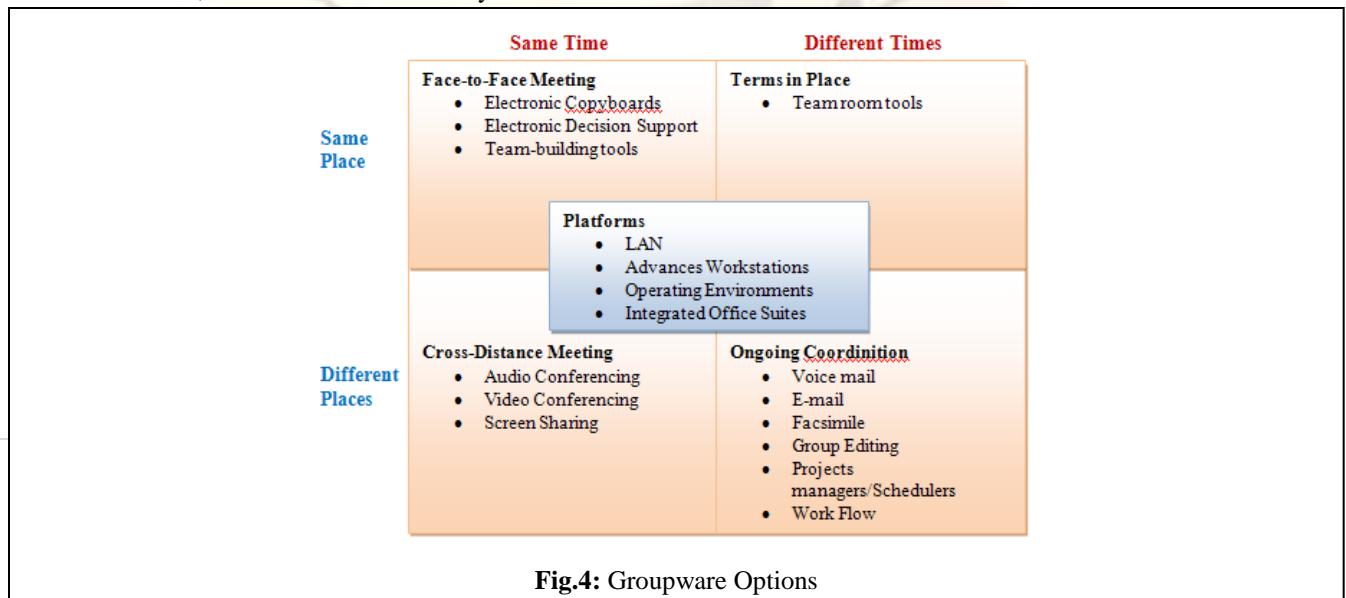 Same Time Different Times
Same
Place
Face-to-Face Meeting
• Electronic Copyboards
• Electronic Decision Support
• Team-building tools
Terms in Place
• Team room tools
Platforms
• LAN
• Advances Workstations
• Operating Environments
• Integrated Office Suites
Different
Places
Cross-Distance Meeting
• Audio Conferencing
• Video Conferencing
• Screen Sharing
Ongoing Coordinition
• Voice mail
• E-mail
• Facsimile
• Group Editing
• Projects
managers/Schedulers
• Work Flow
Fig.4: Groupware Options